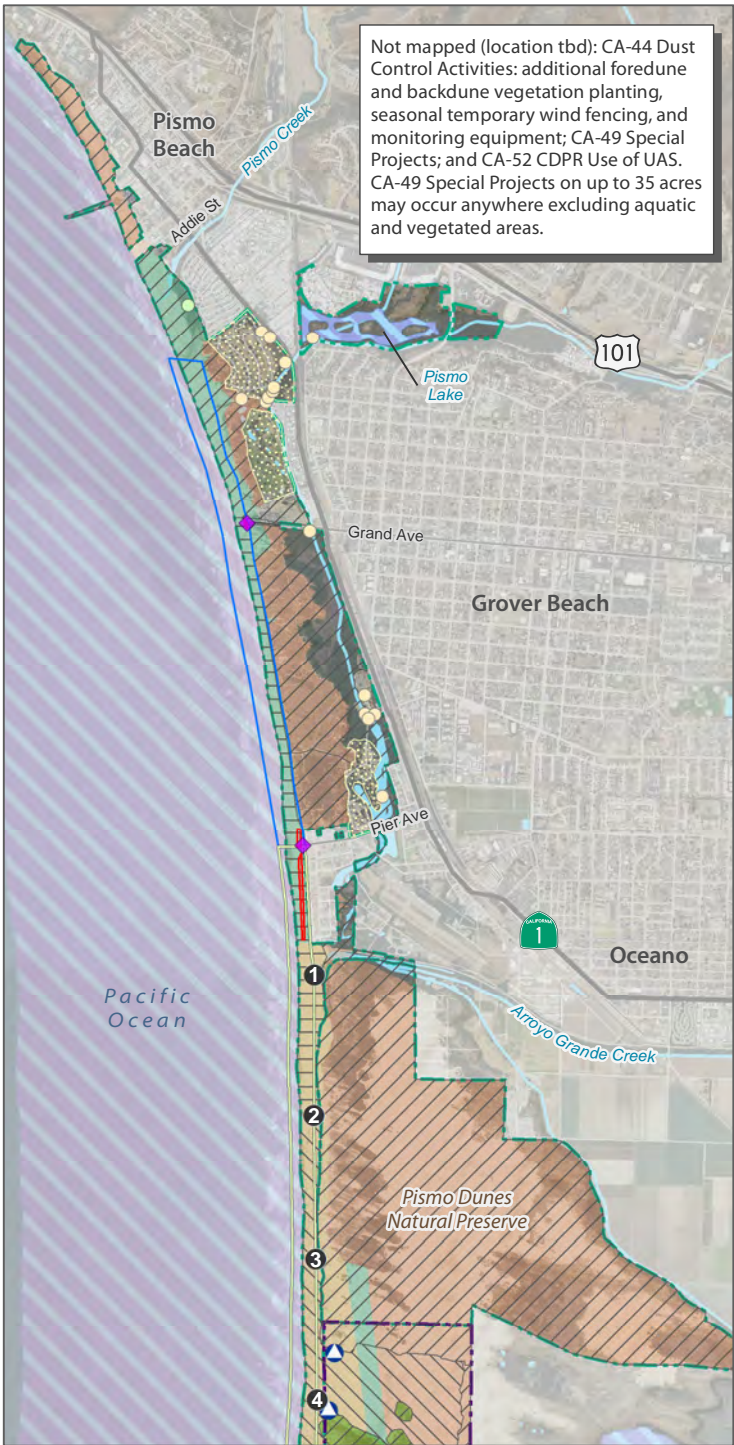 Not mapped (location tbd): CA-44 Dust
Control Activities: additional foredune
and backdune vegetation planting,
seasonal temporary wind fencing, and
monitoring equipment; CA-49 Special
Projects; and CA-52 CDPR Use of UAS.
CA-49 Special Projects on up to 35 acres
may occur anywhere excluding aquatic
and vegetated areas.
Pismo
Beach
Pismo Creek
Addie St
101
Pismo
Lake
Grand Ave
Grover Beach
Pier Ave
CALIFORNIA
1
Oceano
1
Pacific
Ocean
Arroyo Grande Creek
2
Pismo Dunes
Natural Preserve
3
4